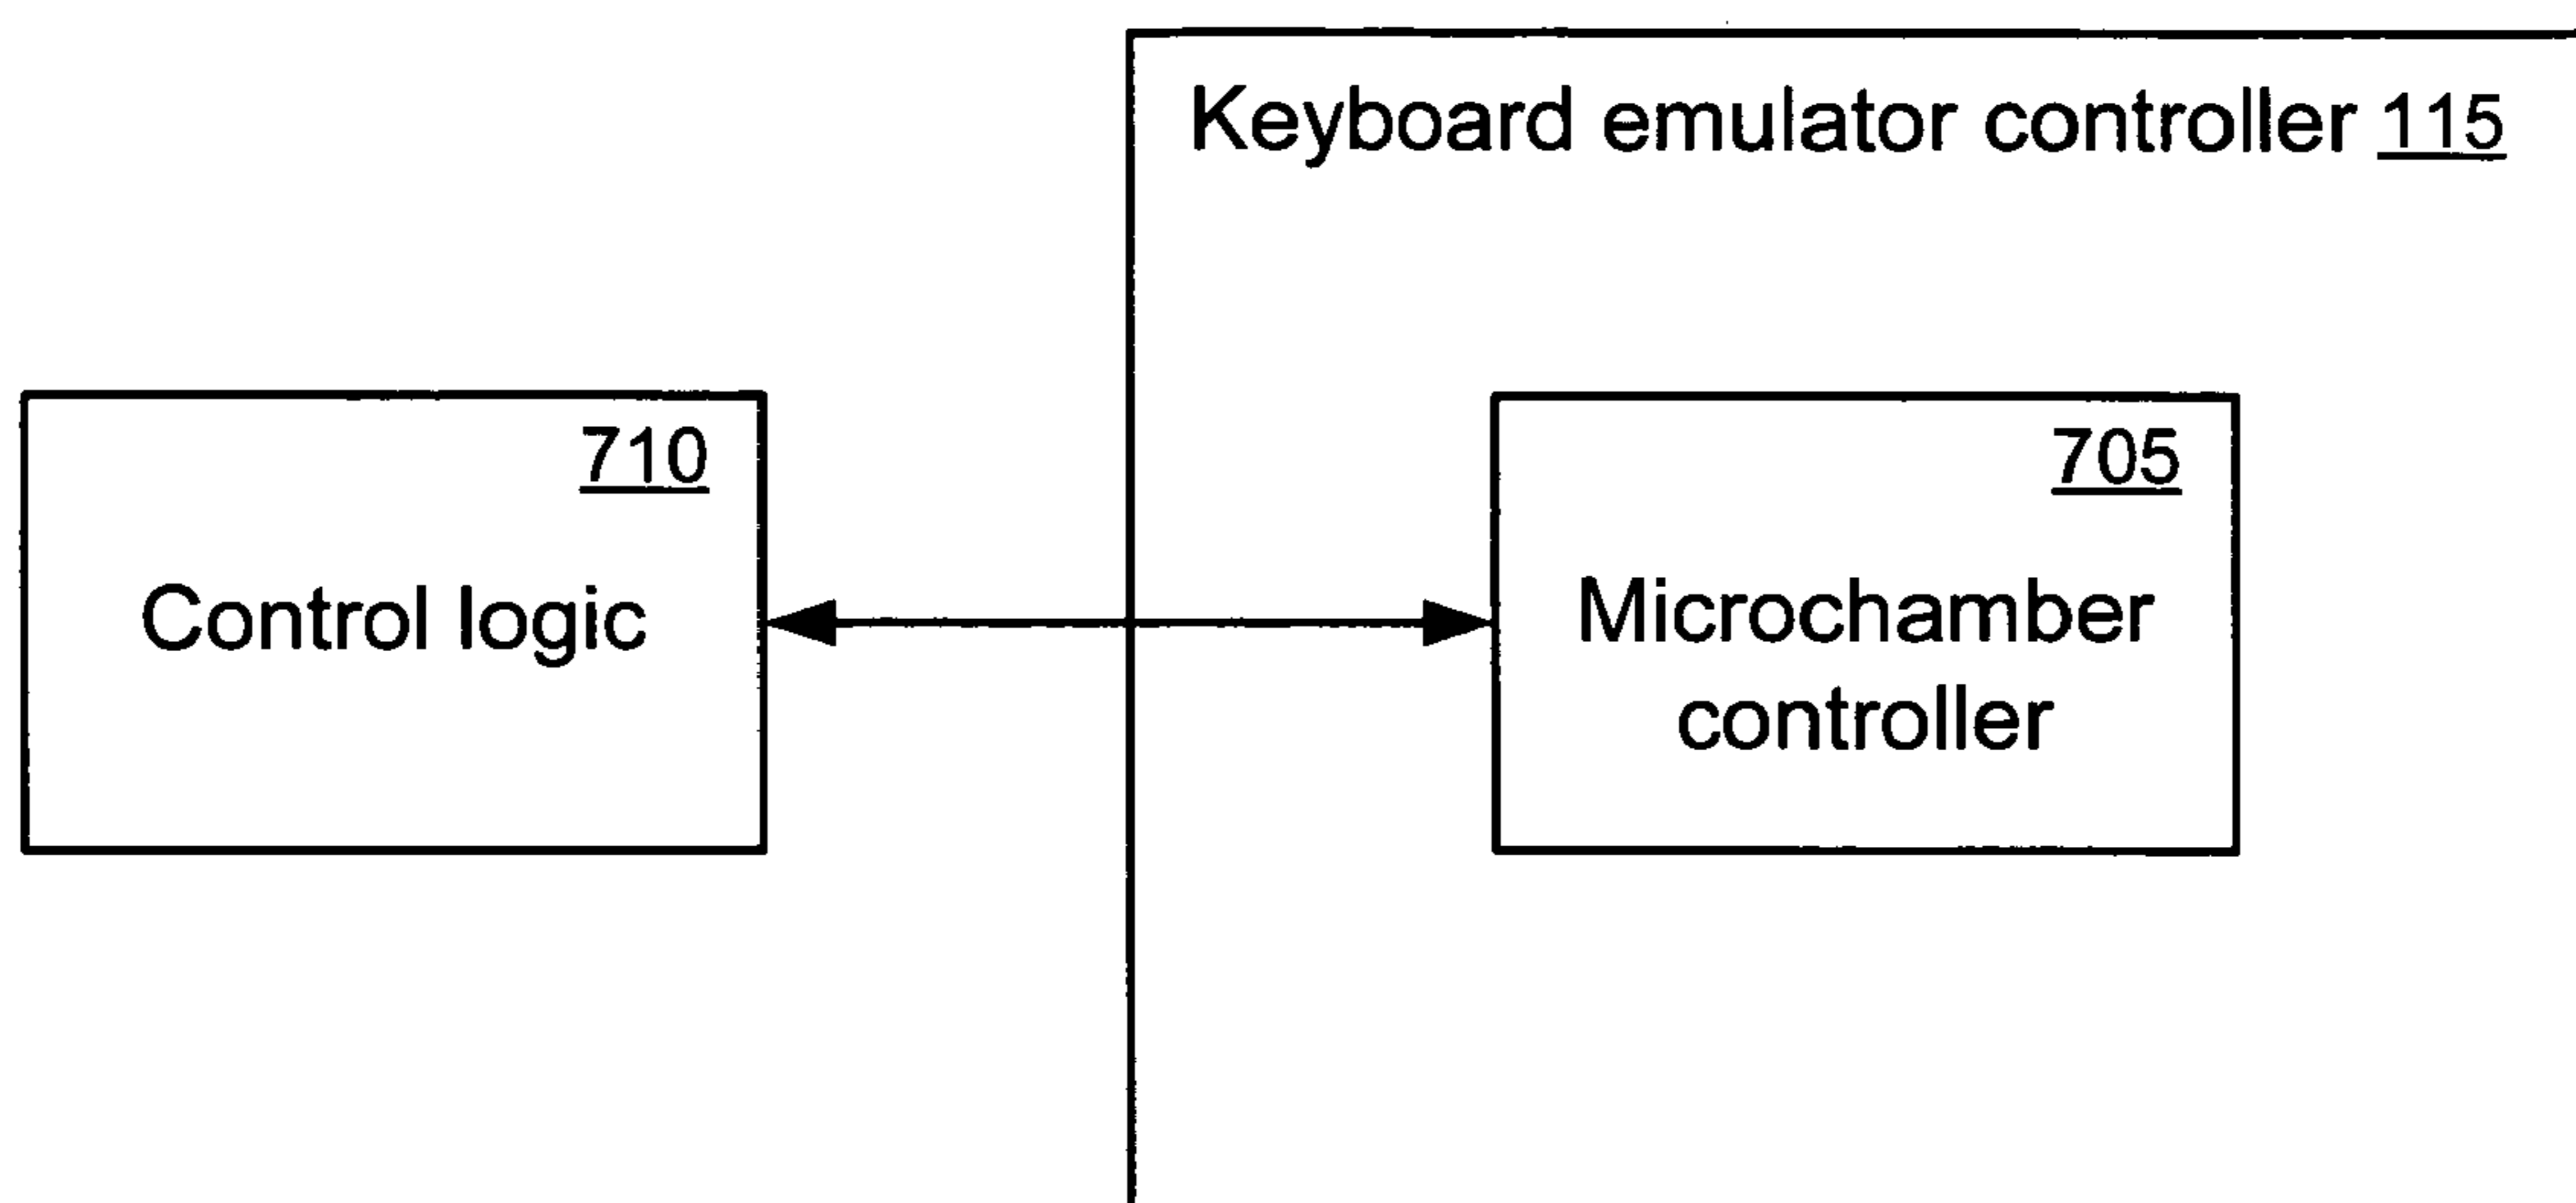 Keyboard emulator controller 115
710
Control logic
705
Microchamber
controller